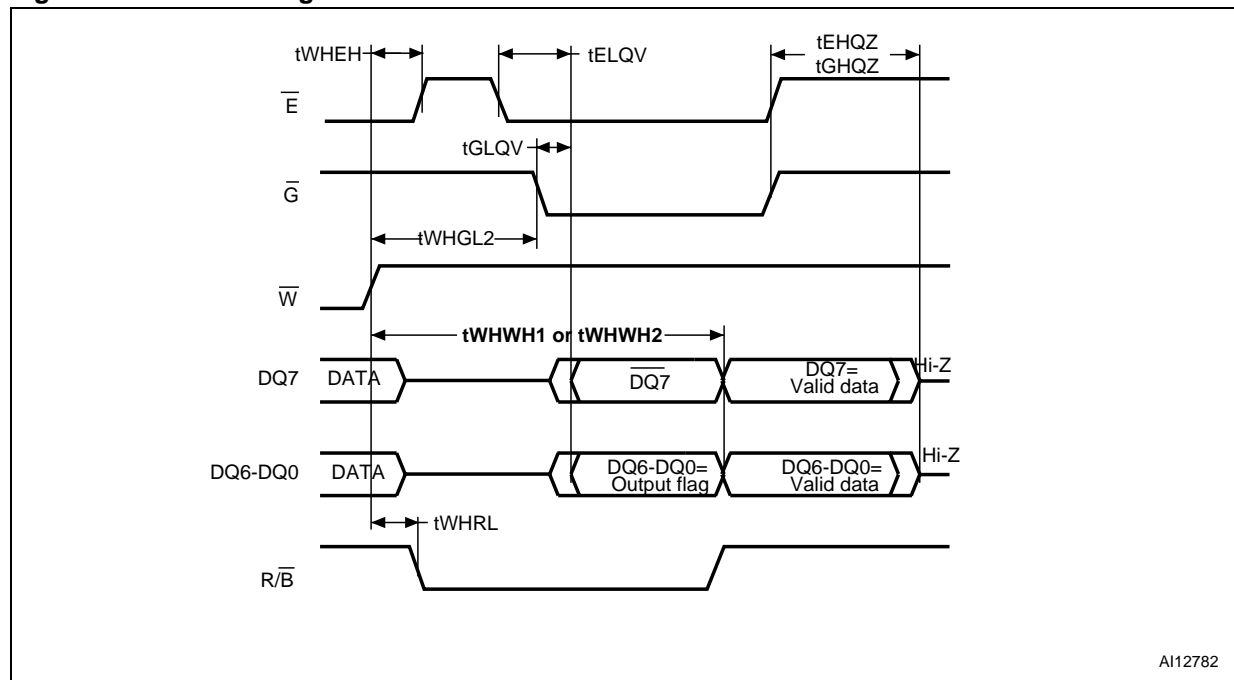 tWHEH
tELQV
tEHQZ
tGHQZ
E̅
tGLQV
G̅
tWHGL2
W̅
tWHWH1 or tWHWH2
DQ7
DATA
D̅Q̅7̅
DQ7=
Valid data
Hi-Z
DQ6-DQ0
DATA
DQ6-DQ0=
Output flag
DQ6-DQ0=
Valid data
Hi-Z
tWHRL
R/B̅
AI12782